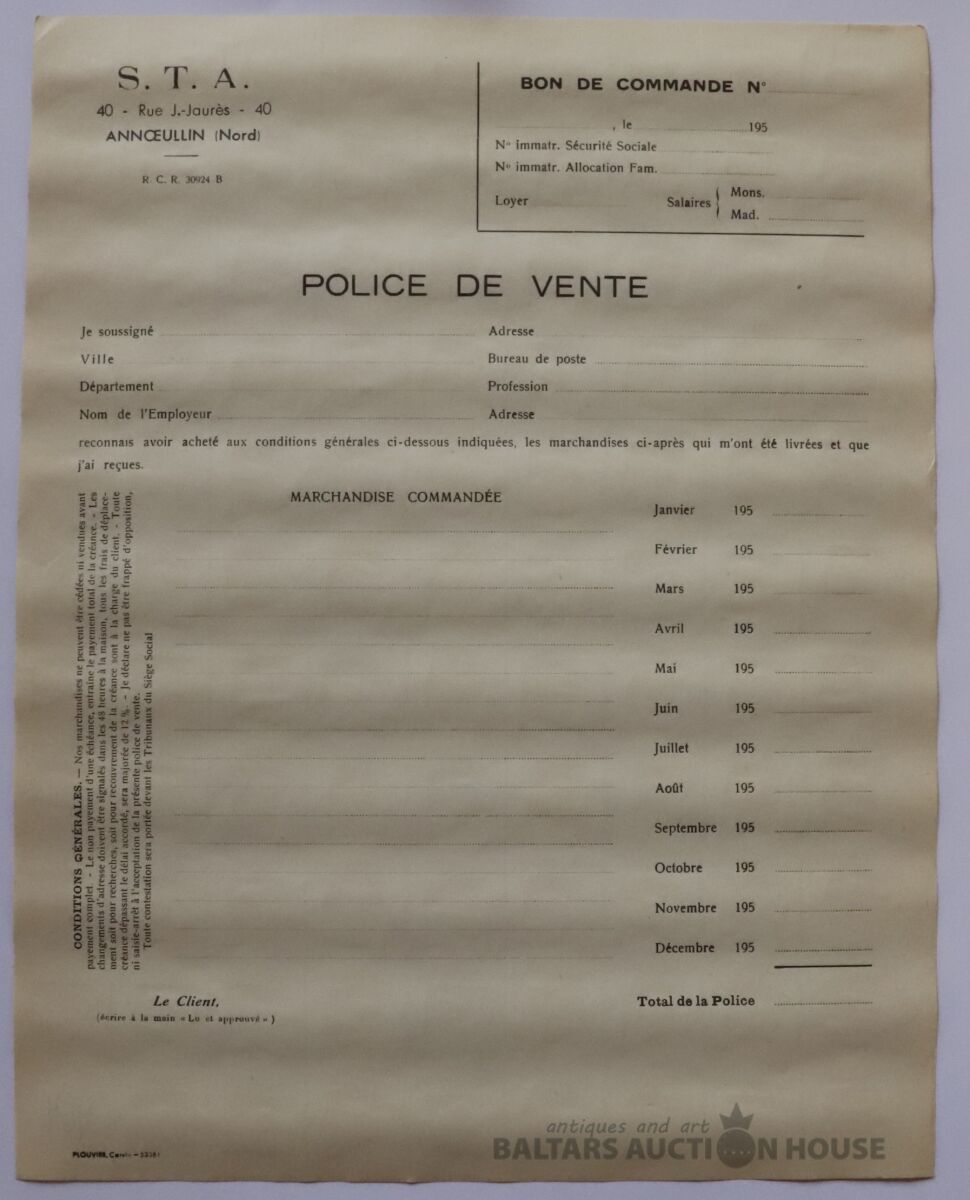 S. T. A.
40 - Rue J.-Jaurès - 40
ANNŒULLIN (Nord)
R. C. R. 30924 B
BON DE COMMANDE N°
, le 195
N° immatr. Sécurité Sociale
N° immatr. Allocation Fam.
Loyer Salaires Mons.
Mad.
POLICE DE VENTE
Je soussigné Adresse
Ville Bureau de poste
Département Profession
Nom de l'Employeur Adresse
reconnais avoir acheté aux conditions générales ci-dessous indiquées, les marchandises ci-après qui m'ont été livrées et que
j'ai reçues.
CONDITIONS GÉNÉRALES. — Nos marchandises ne peuvent être cédées ni vendues avant
payement complet. - Le non payement d'une échéance, entraîne le payement total de la créance. - Les
changements d'adresse doivent être signalés dans les 48 heures à la maison, tous les frais de déplace-
ment soit pour recherches, soit pour recouvrement de la créance sont à la charge du client. - Toute
créance dépassant le délai accordé, sera majorée de 12 %. - Je déclare ne pas être frappé d'opposition,
ni saisie-arrêt à l'acceptation de la présente police de vente.
Toute contestation sera portée devant les Tribunaux du Siège Social
MARCHANDISE COMMANDÉE
Janvier 195
Février 195
Mars 195
Avril 195
Mai 195
Juin 195
Juillet 195
Août 195
Septembre 195
Octobre 195
Novembre 195
Décembre 195
Total de la Police
Le Client,
(écrire à la main « Lu et approuvé » )
PLOUVIER, Carvin — 53381
antiques and art
BALTARS AUCTION HOUSE